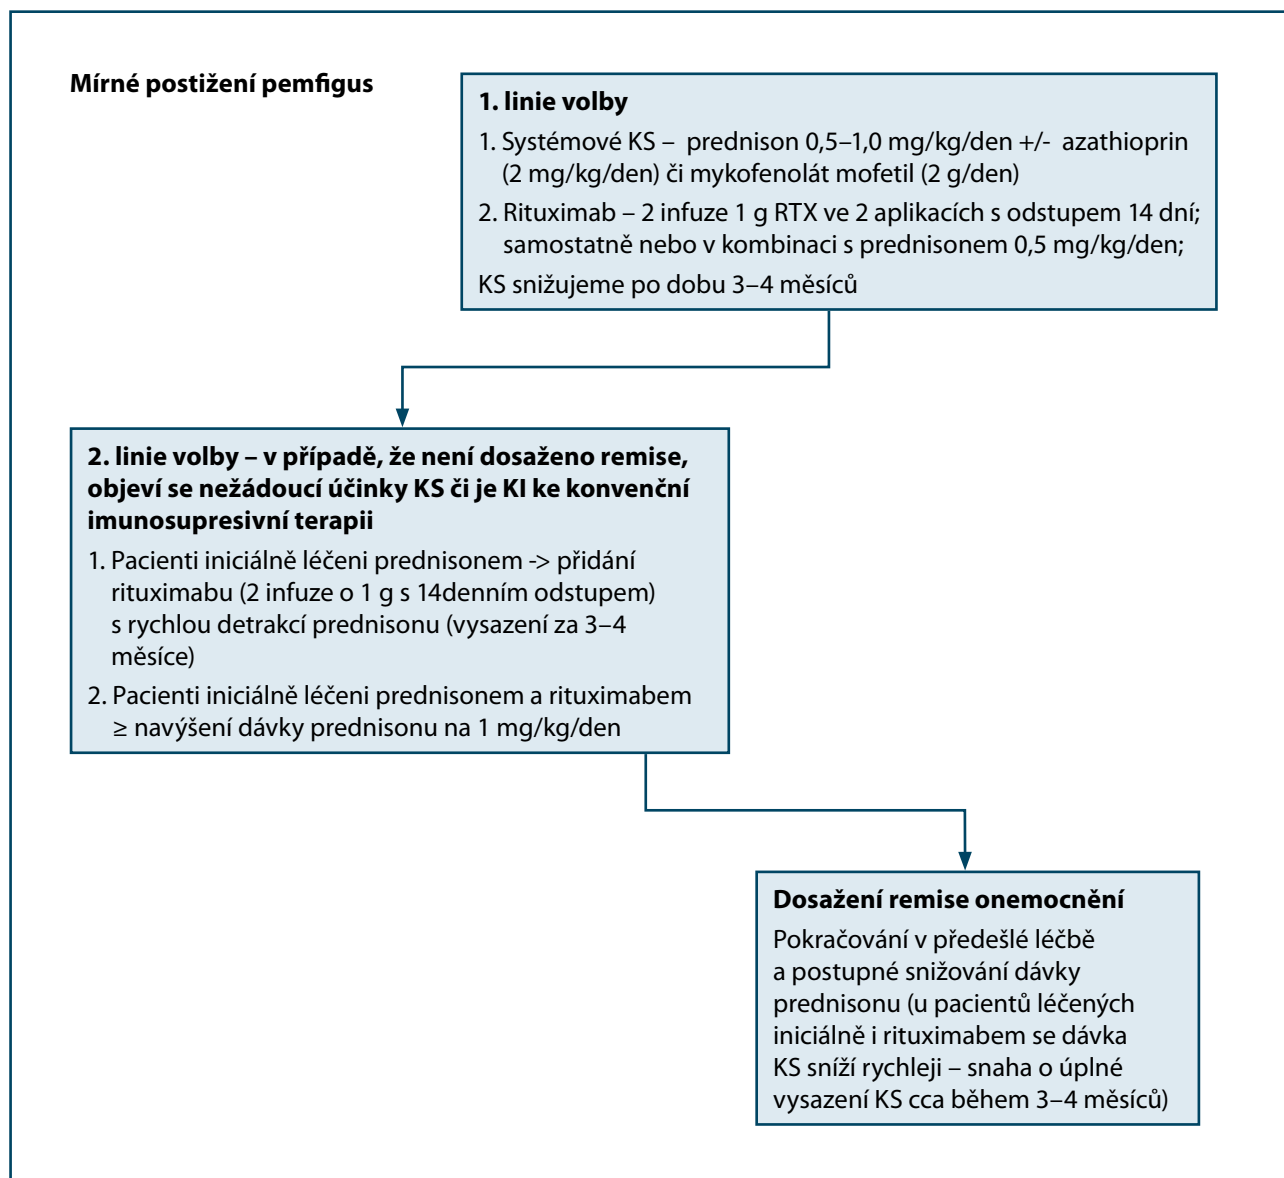 Mírné postižení pemfigus
1. linie volby
1. Systémové KS – prednison 0,5–1,0 mg/kg/den +/- azathioprin
(2 mg/kg/den) či mykofenolát mofetil (2 g/den)
2. Rituximab – 2 infuze 1 g RTX ve 2 aplikacích s odstupem 14 dní;
samostatně nebo v kombinaci s prednisonem 0,5 mg/kg/den;
KS snižujeme po dobu 3–4 měsíců
2. linie volby – v případě, že není dosaženo remise,
objeví se nežádoucí účinky KS či je KI ke konvenční
imunosupresivní terapii
1. Pacienti iniciálně léčeni prednisonem -> přidání
rituximabu (2 infuze o 1 g s 14denním odstupem)
s rychlou detrakcí prednisonu (vysazení za 3–4
měsíce)
2. Pacienti iniciálně léčeni prednisonem a rituximabem
≥ navýšení dávky prednisonu na 1 mg/kg/den
Dosažení remise onemocnění
Pokračování v předešlé léčbě
a postupné snižování dávky
prednisonu (u pacientů léčených
iniciálně i rituximabem se dávka
KS sníží rychleji – snaha o úplné
vysazení KS cca během 3–4 měsíců)